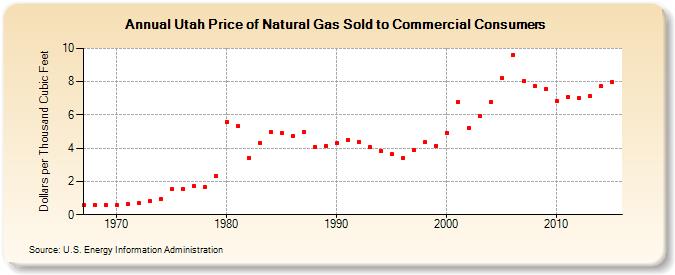 Annual Utah Price of Natural Gas Sold to Commercial Consumers
Dollars per Thousand Cubic Feet
10
8
6
4
2
0
1970 1980 1990 2000 2010
Source: U.S. Energy Information Administration